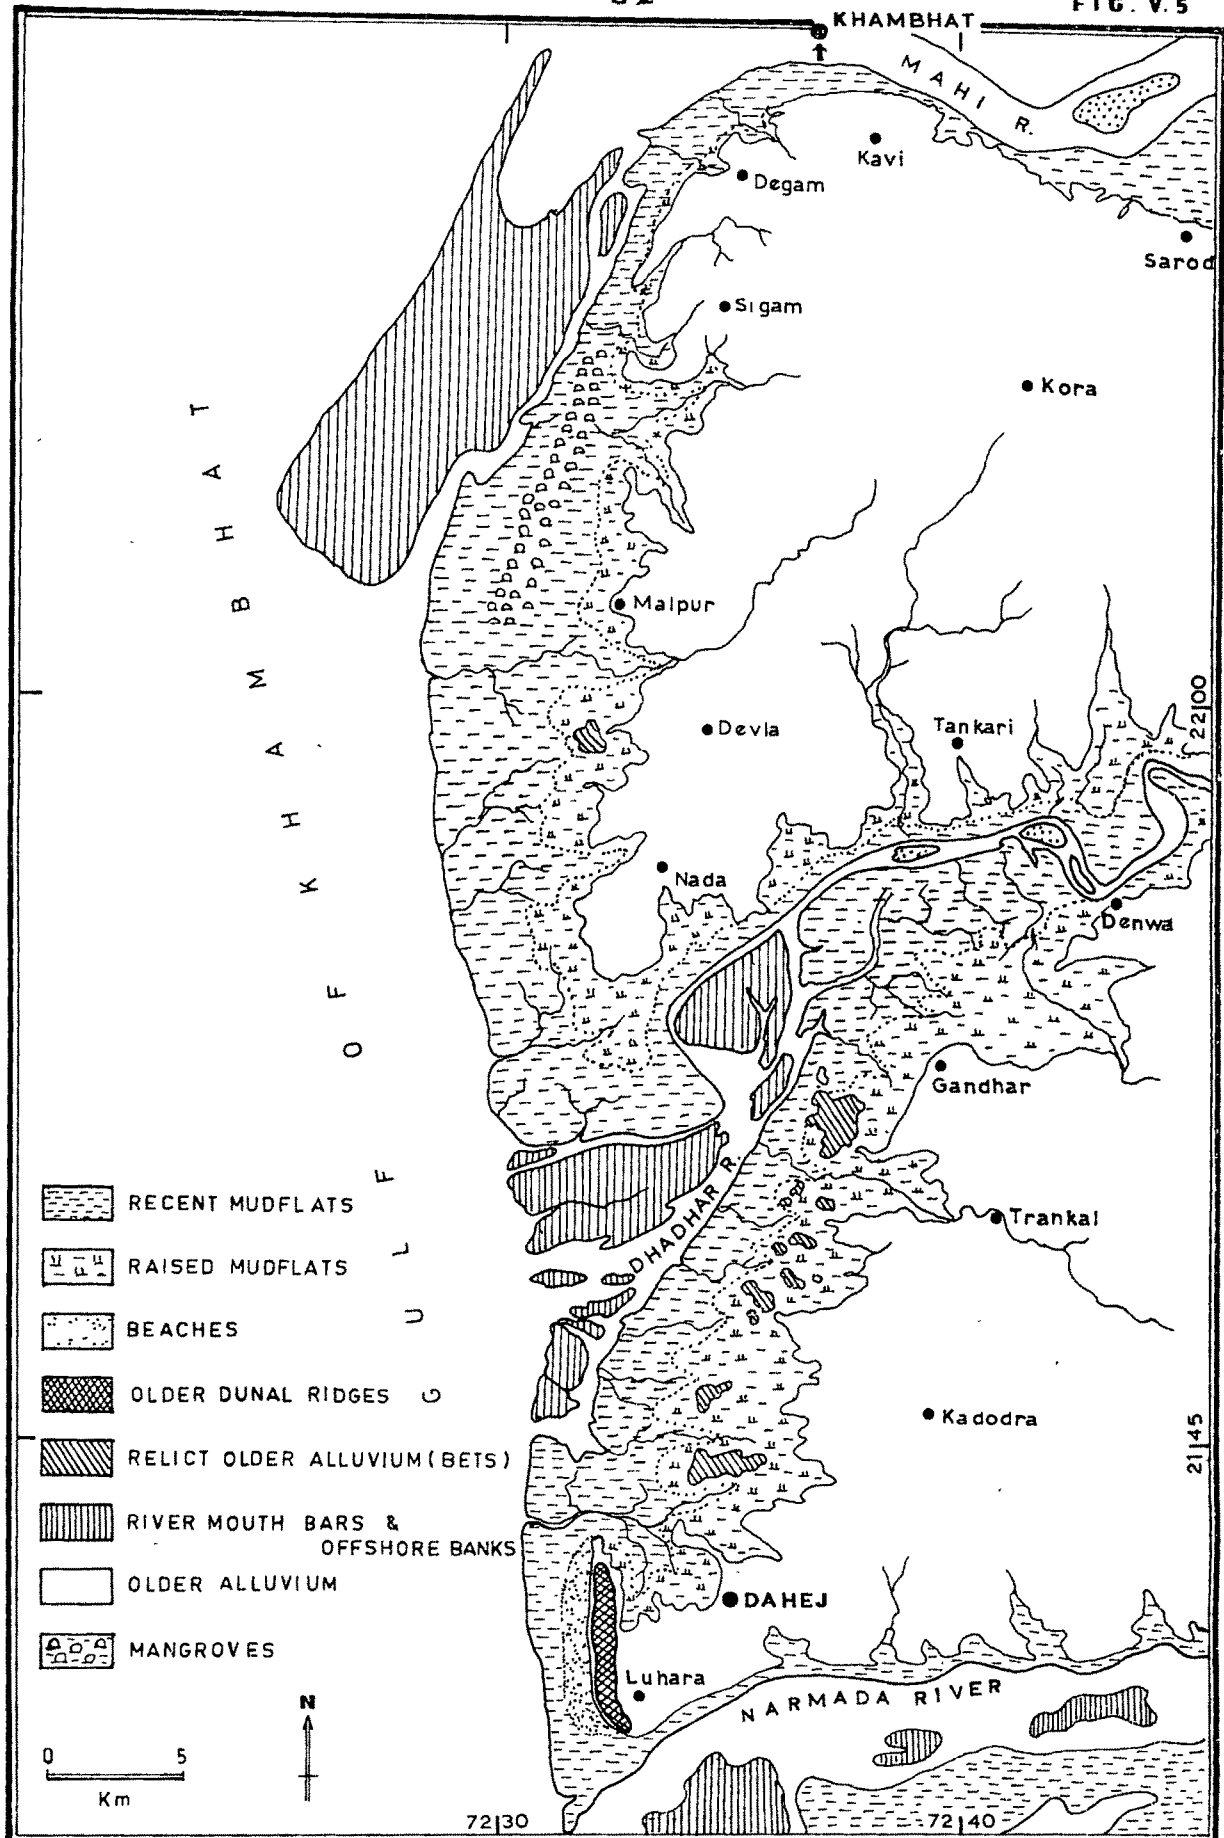 FIG. V.5
KHAMBHAT
MAHI R.
Kavi
Degam
Sarod
Sigam
Kora
Malpur
Devla
Tankari
22|00
Nada
Denwa
Gandhar
DHADHAR R.
Trankal
GULF OF KHAMBHAT
Kadodra
21|45
DAHEJ
Luhara
NARMADA RIVER
RECENT MUDFLATS
RAISED MUDFLATS
BEACHES
OLDER DUNAL RIDGES
RELICT OLDER ALLUVIUM (BETS)
RIVER MOUTH BARS &
OFFSHORE BANKS
OLDER ALLUVIUM
MANGROVES
N
0 5
Km
72|30
72|40